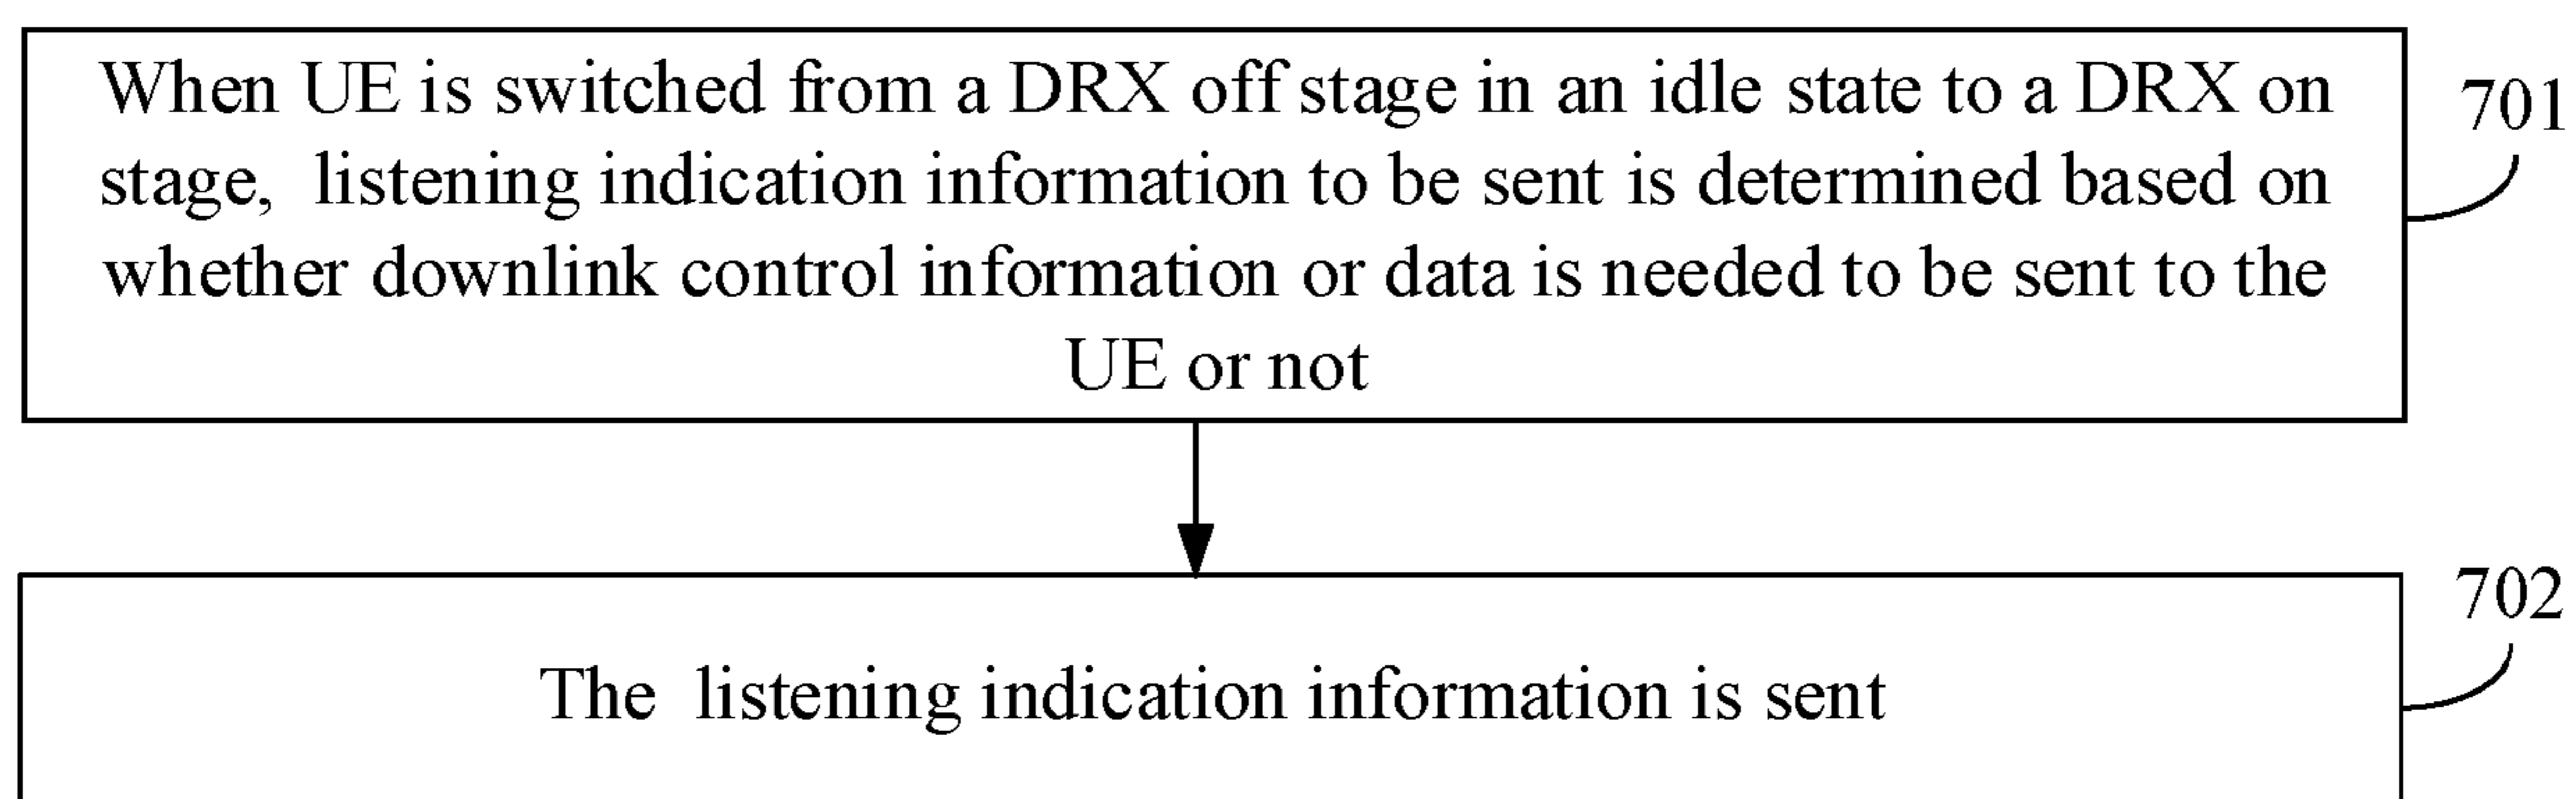 When UE is switched from a DRX off stage in an idle state to a DRX on
stage, listening indication information to be sent is determined based on
whether downlink control information or data is needed to be sent to the
UE or not
701
The listening indication information is sent
702